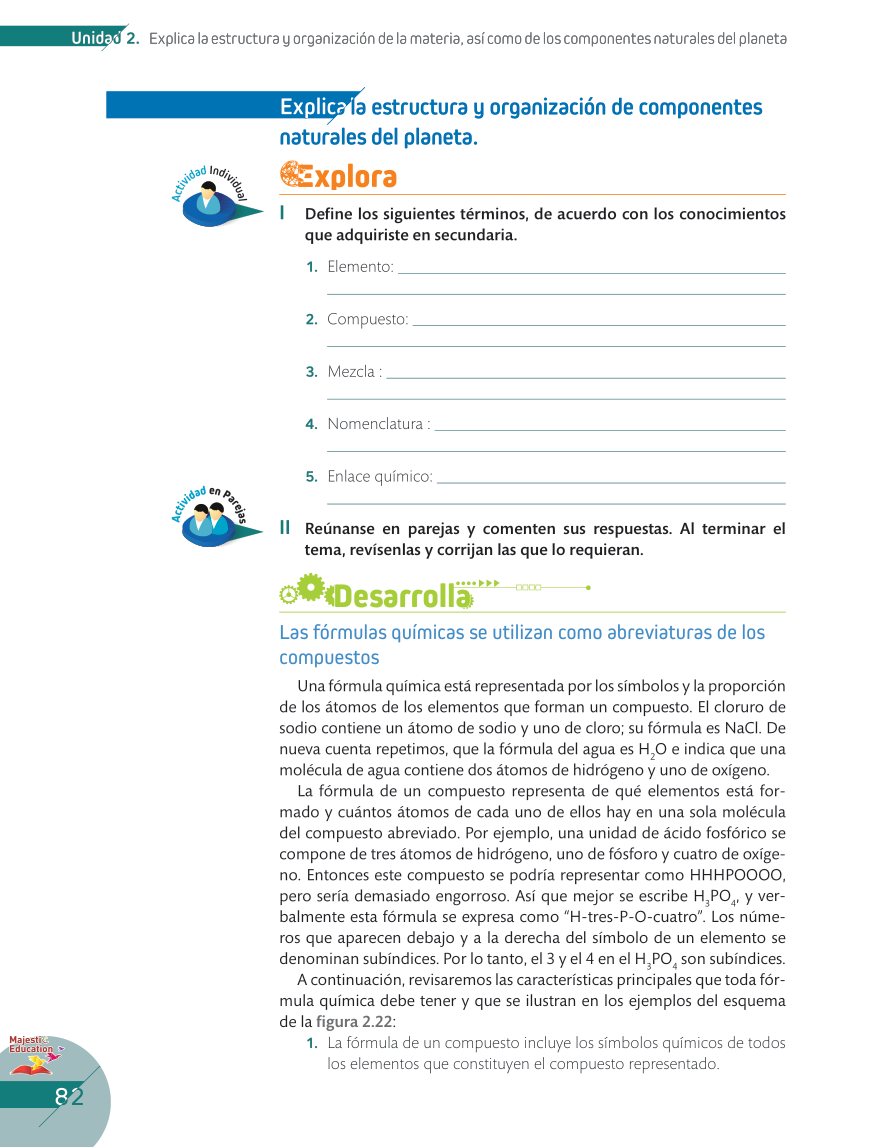 Unidad 2. Explica la estructura y organización de la materia, así como de los componentes naturales del planeta
Explica la estructura y organización de componentes
naturales del planeta.
Actividad Individual
Explora
I Define los siguientes términos, de acuerdo con los conocimientos
que adquiriste en secundaria.
1. Elemento:
2. Compuesto:
3. Mezcla :
4. Nomenclatura :
5. Enlace químico:
Actividad en Parejas
II Reúnanse en parejas y comenten sus respuestas. Al terminar el
tema, revísenlas y corrijan las que lo requieran.
Desarrolla
Las fórmulas químicas se utilizan como abreviaturas de los
compuestos
Una fórmula química está representada por los símbolos y la proporción
de los átomos de los elementos que forman un compuesto. El cloruro de
sodio contiene un átomo de sodio y uno de cloro; su fórmula es NaCl. De
nueva cuenta repetimos, que la fórmula del agua es H₂O e indica que una
molécula de agua contiene dos átomos de hidrógeno y uno de oxígeno.
La fórmula de un compuesto representa de qué elementos está for-
mado y cuántos átomos de cada uno de ellos hay en una sola molécula
del compuesto abreviado. Por ejemplo, una unidad de ácido fosfórico se
compone de tres átomos de hidrógeno, uno de fósforo y cuatro de oxíge-
no. Entonces este compuesto se podría representar como HHHPOOOO,
pero sería demasiado engorroso. Así que mejor se escribe H₃PO₄, y ver-
balmente esta fórmula se expresa como “H-tres-P-O-cuatro”. Los núme-
ros que aparecen debajo y a la derecha del símbolo de un elemento se
denominan subíndices. Por lo tanto, el 3 y el 4 en el H₃PO₄ son subíndices.
A continuación, revisaremos las características principales que toda fór-
mula química debe tener y que se ilustran en los ejemplos del esquema
de la figura 2.22:
1. La fórmula de un compuesto incluye los símbolos químicos de todos
los elementos que constituyen el compuesto representado.
Majestic
Education
82